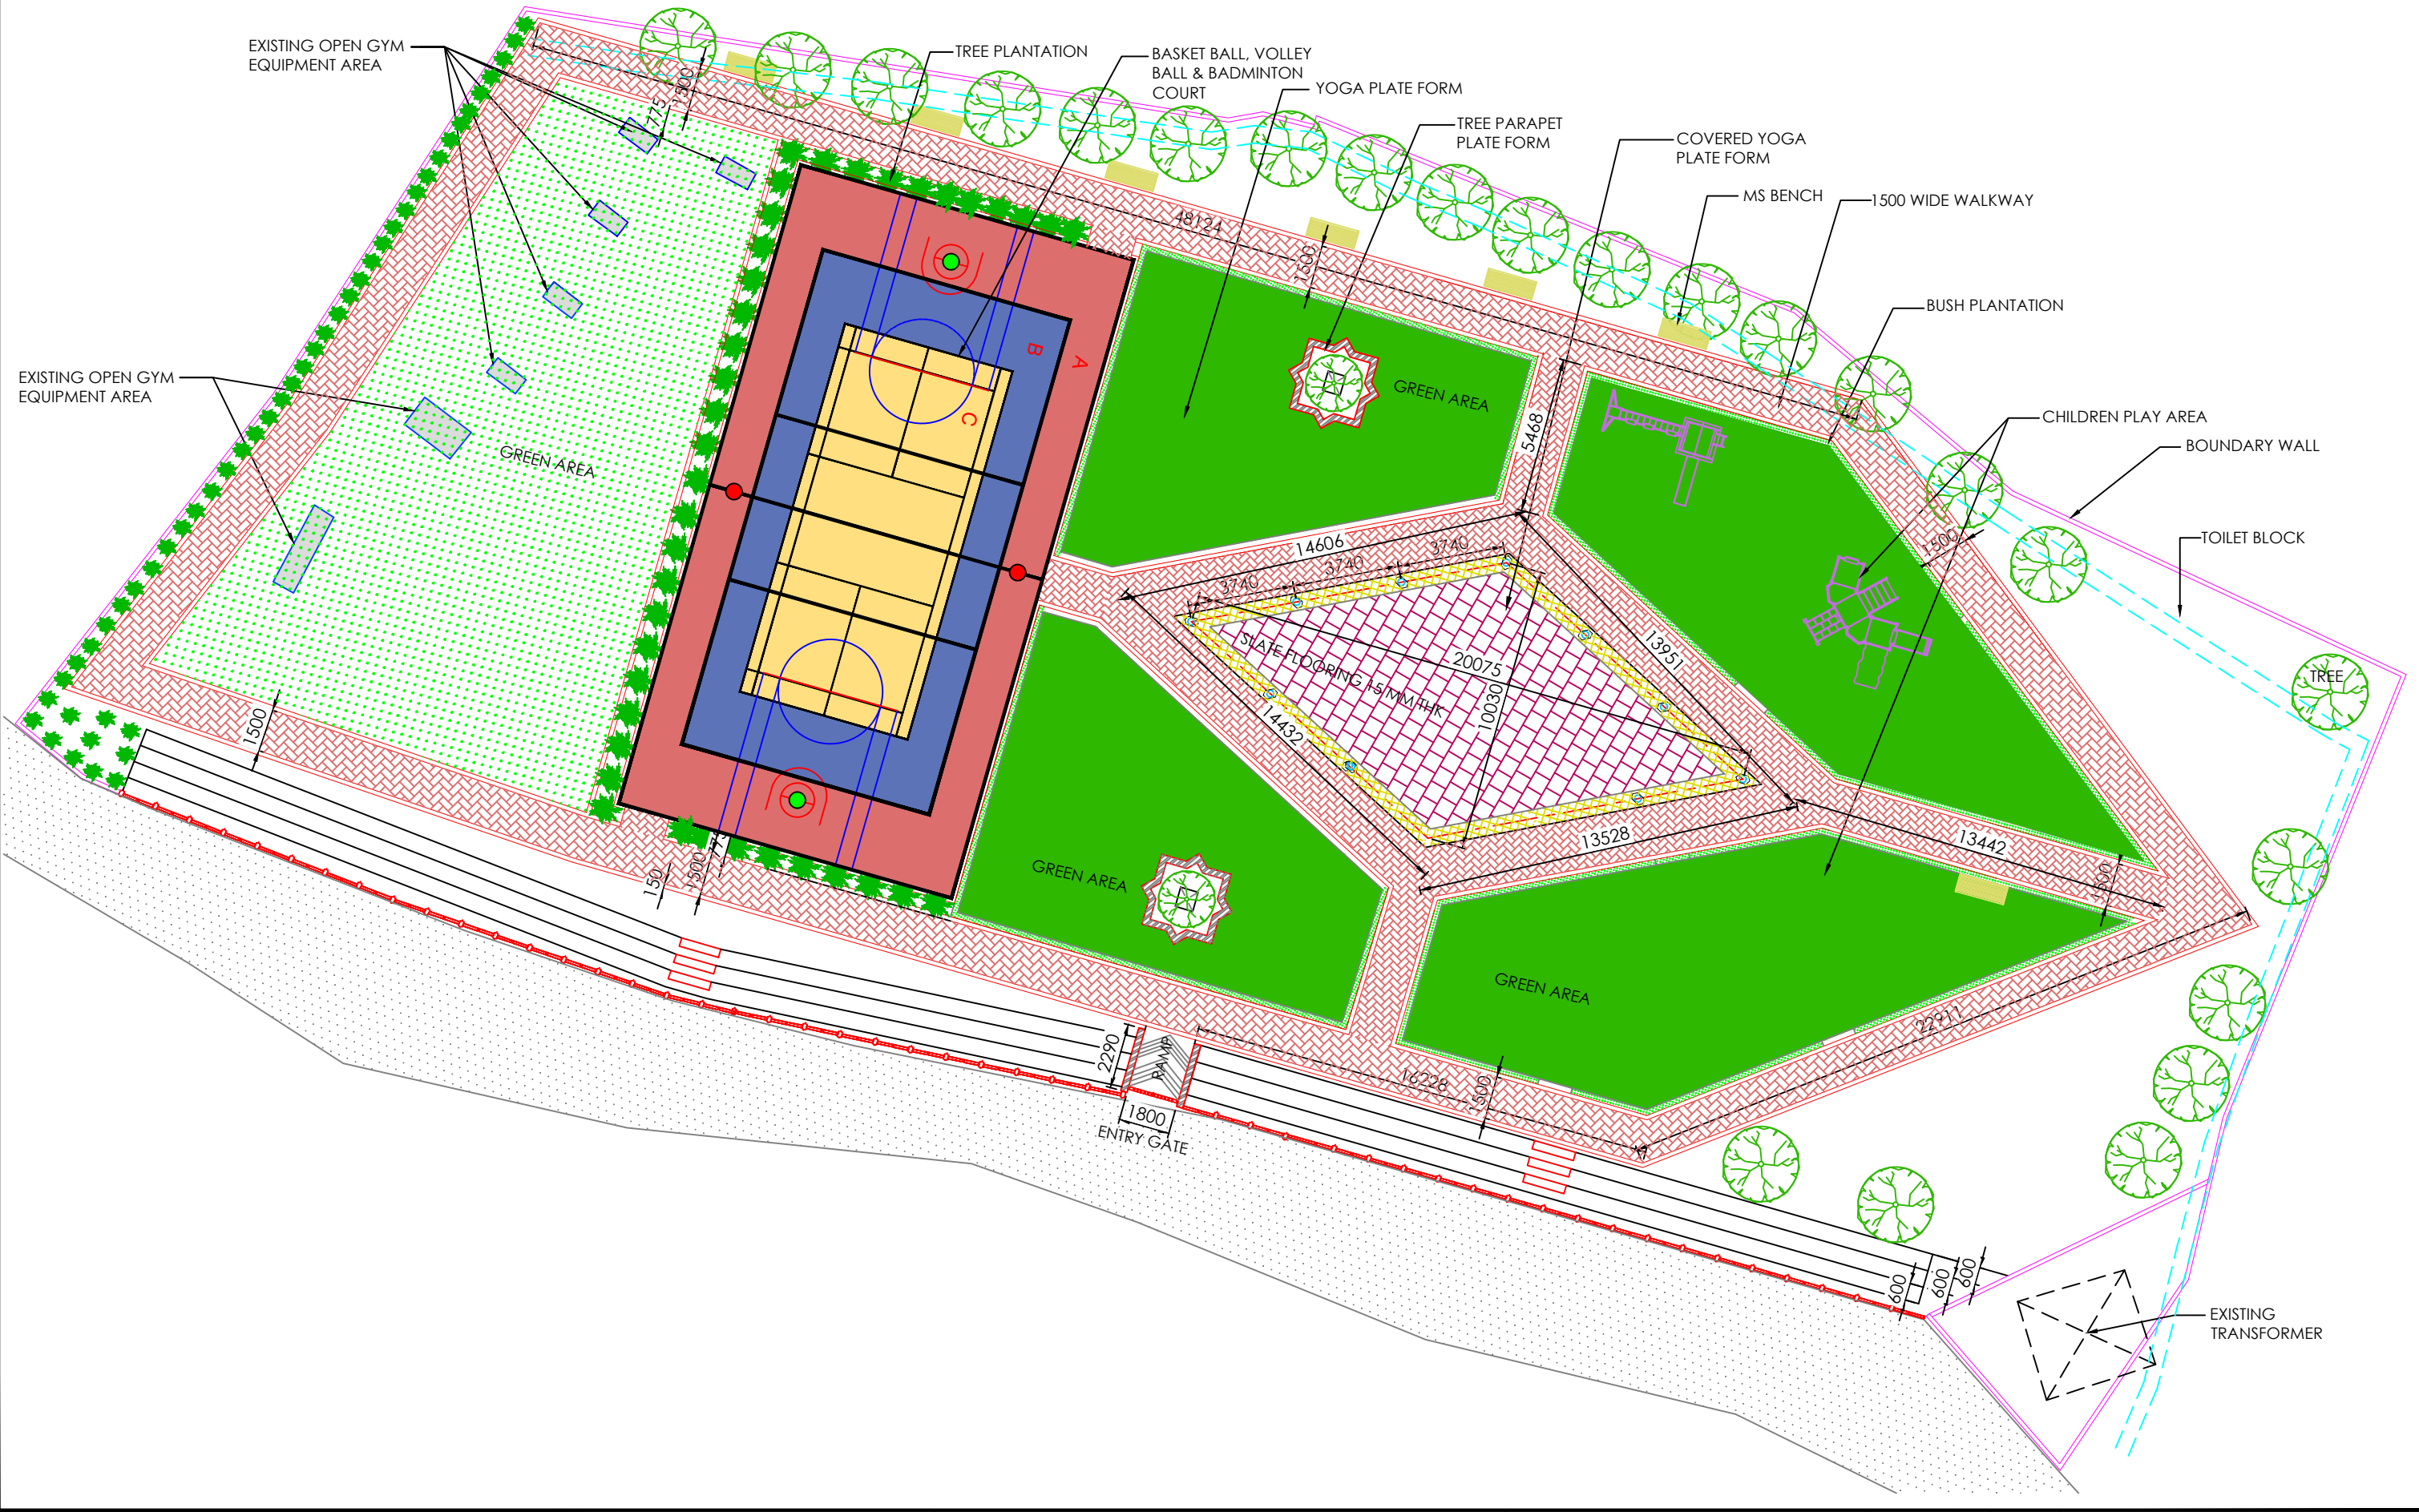 EXISTING OPEN GYM
EQUIPMENT AREA
TREE PLANTATION
BASKET BALL, VOLLEY
BALL & BADMINTON
COURT
YOGA PLATE FORM
TREE PARAPET
PLATE FORM
COVERED YOGA
PLATE FORM
MS BENCH
1500 WIDE WALKWAY
BUSH PLANTATION
CHILDREN PLAY AREA
BOUNDARY WALL
TOILET BLOCK
TREE
EXISTING OPEN GYM
EQUIPMENT AREA
GREEN AREA
775
1500
48124
1500
A
B
C
GREEN AREA
5468
14606
3740
3740
3740
1500
13951
20075
10030
SLATE FLOORING 15 MM THK
14432
13528
13442
1500
GREEN AREA
GREEN AREA
22911
1500
150
1500
775
2290
RAMP
1800
ENTRY GATE
16228
1500
600
600
600
EXISTING
TRANSFORMER